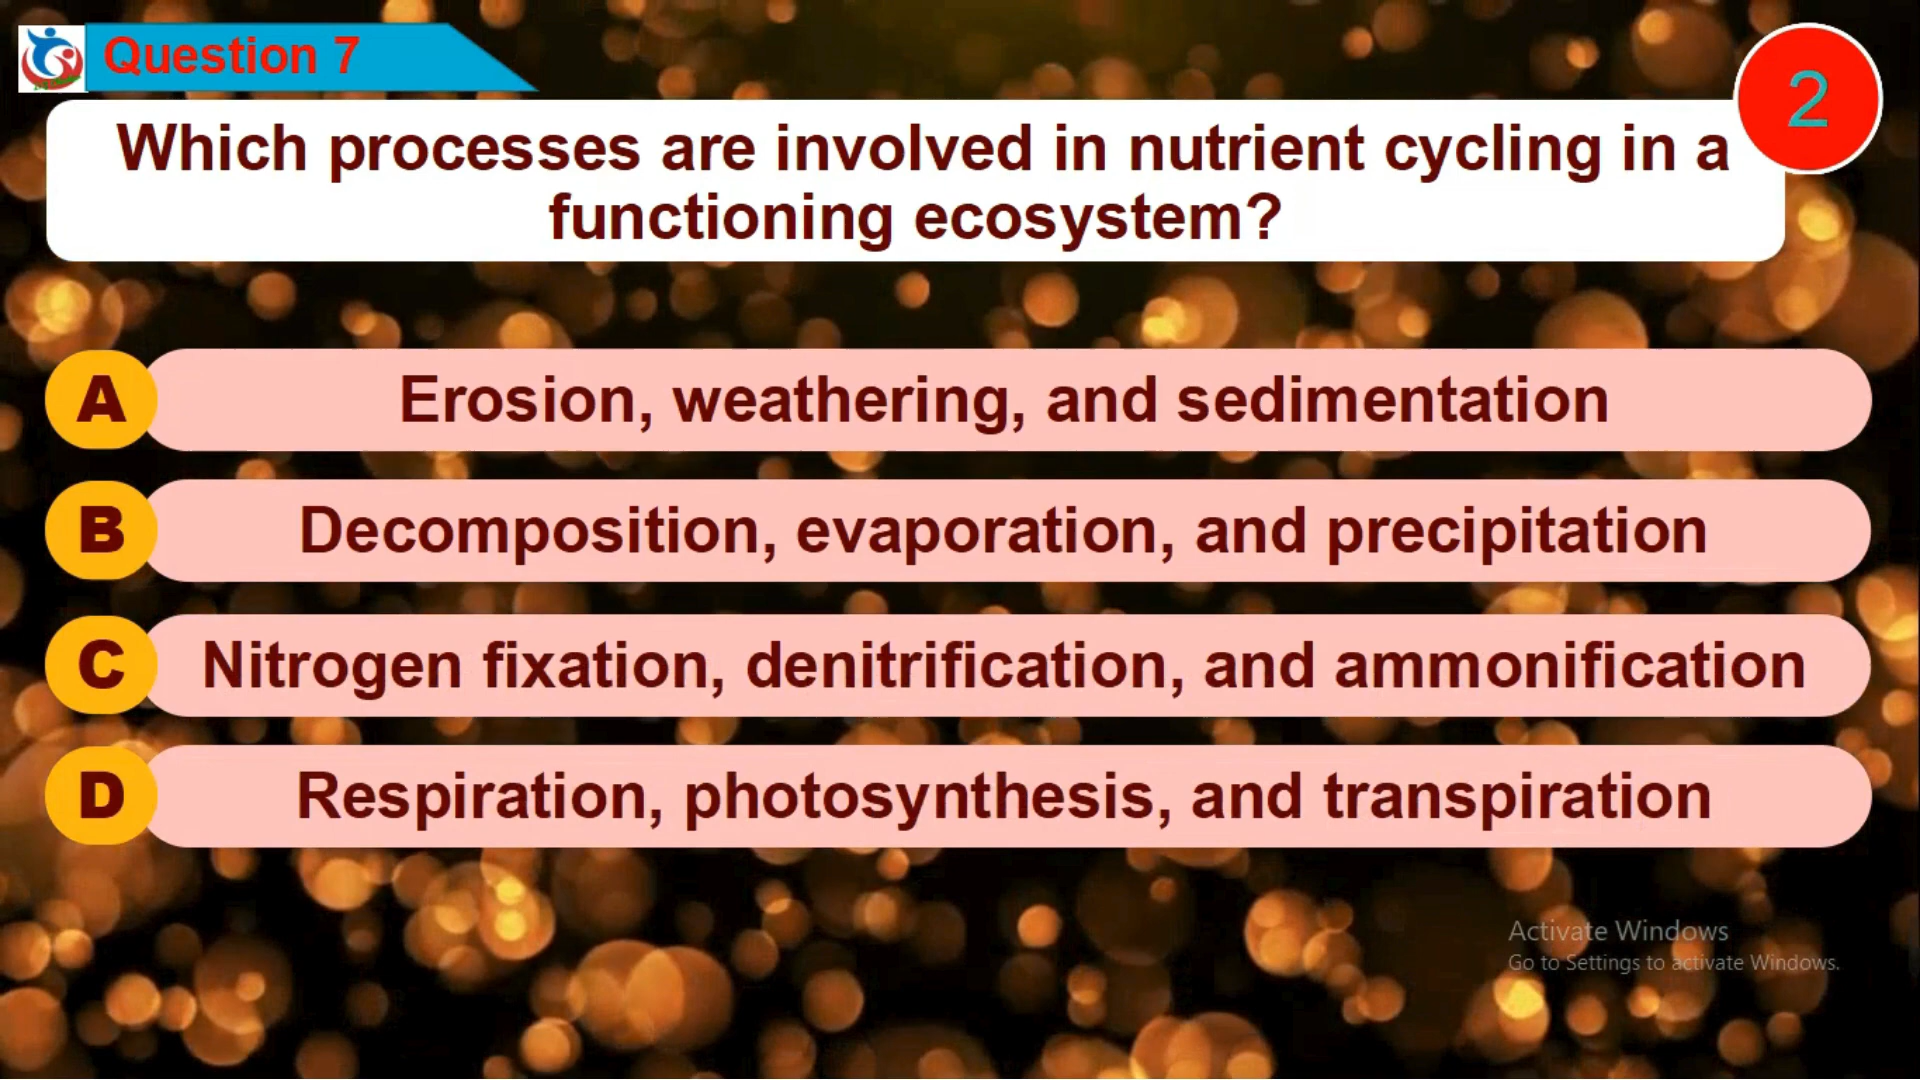 Question 7
2
Which processes are involved in nutrient cycling in a
functioning ecosystem?
A
Erosion, weathering, and sedimentation
B
Decomposition, evaporation, and precipitation
C
Nitrogen fixation, denitrification, and ammonification
D
Respiration, photosynthesis, and transpiration
Activate Windows
Go to Settings to activate Windows.